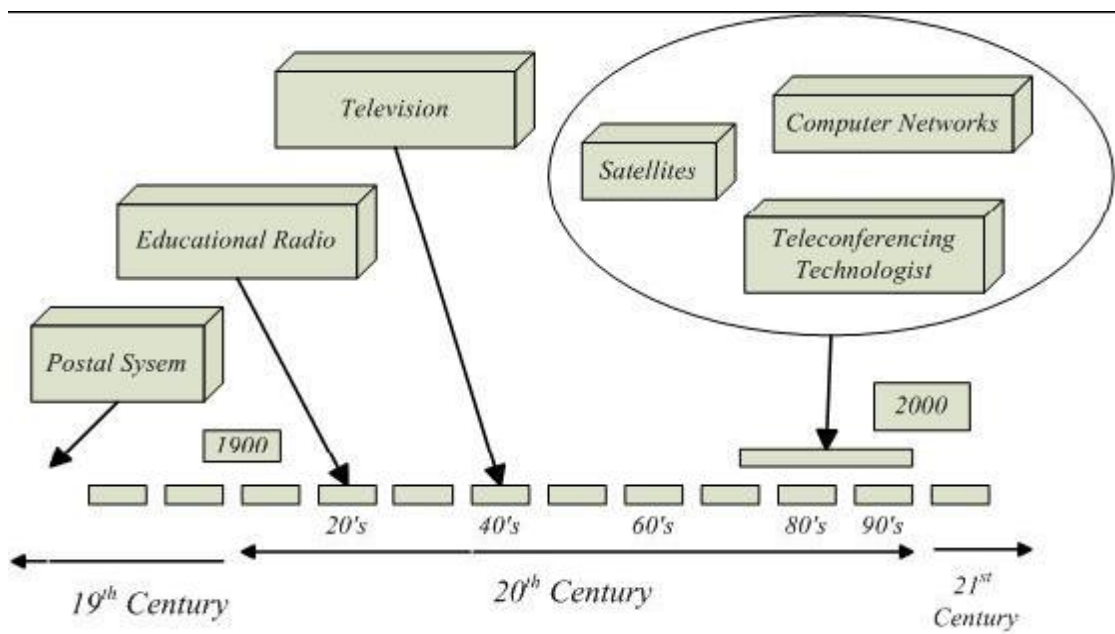 Television
Computer Networks
Satellites
Educational Radio
Teleconferencing
Technologist
Postal Sysem
1900
2000
20's
40's
60's
80's
90's
19th Century
20th Century
21st
Century